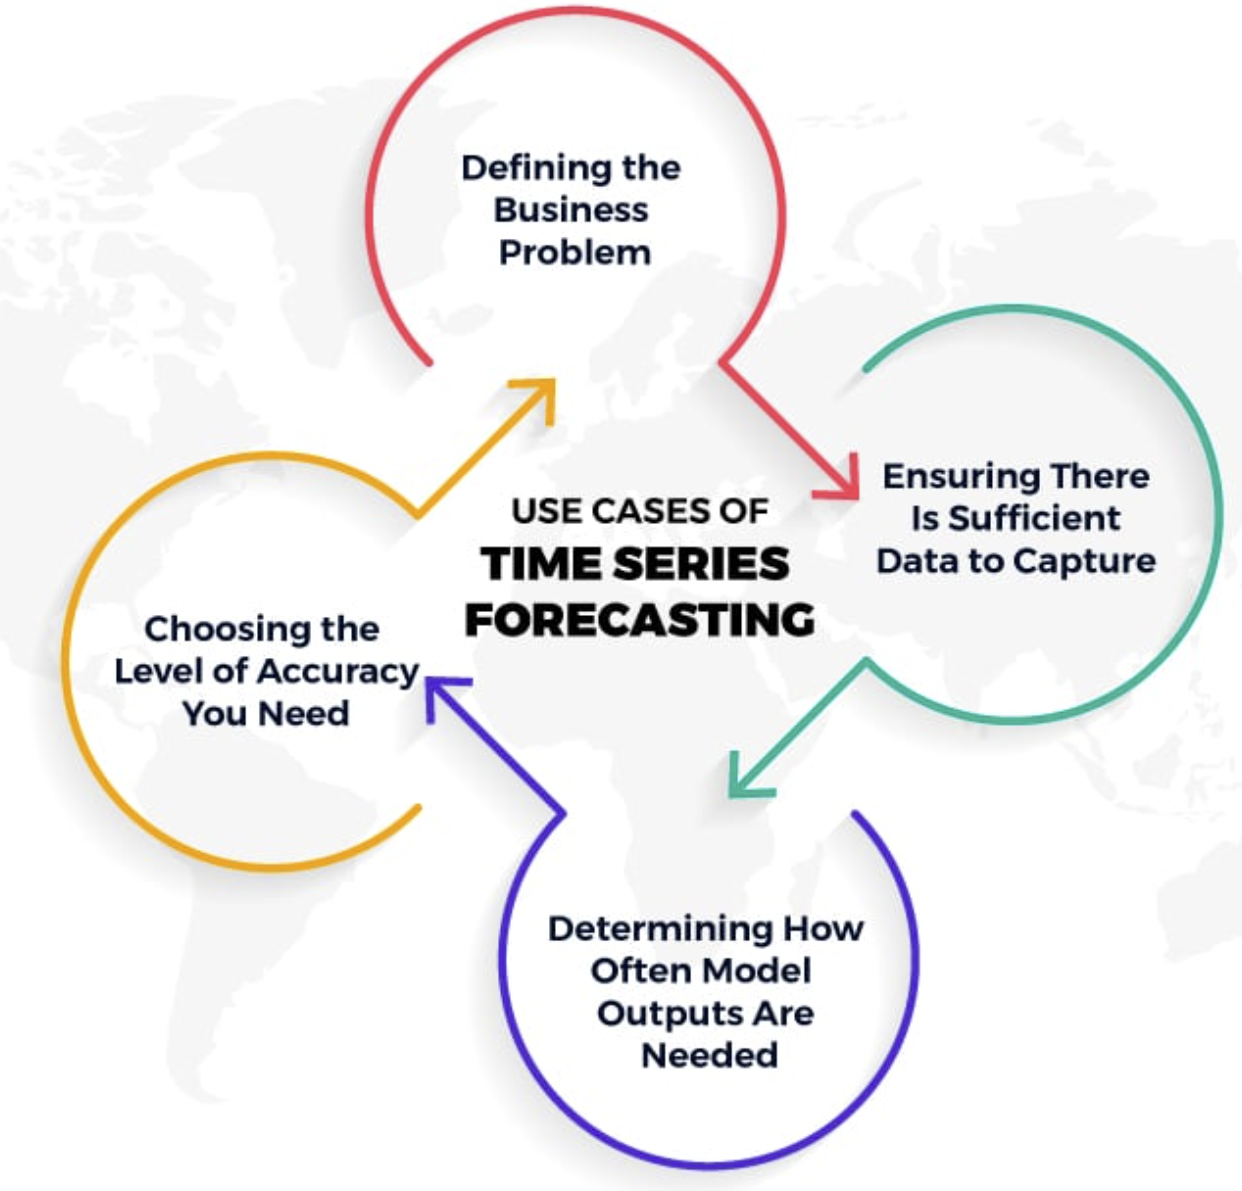 Defining the
Business
Problem
Ensuring There
Is Sufficient
Data to Capture
USE CASES OF
TIME SERIES
FORECASTING
Choosing the
Level of Accuracy
You Need
Determining How
Often Model
Outputs Are
Needed